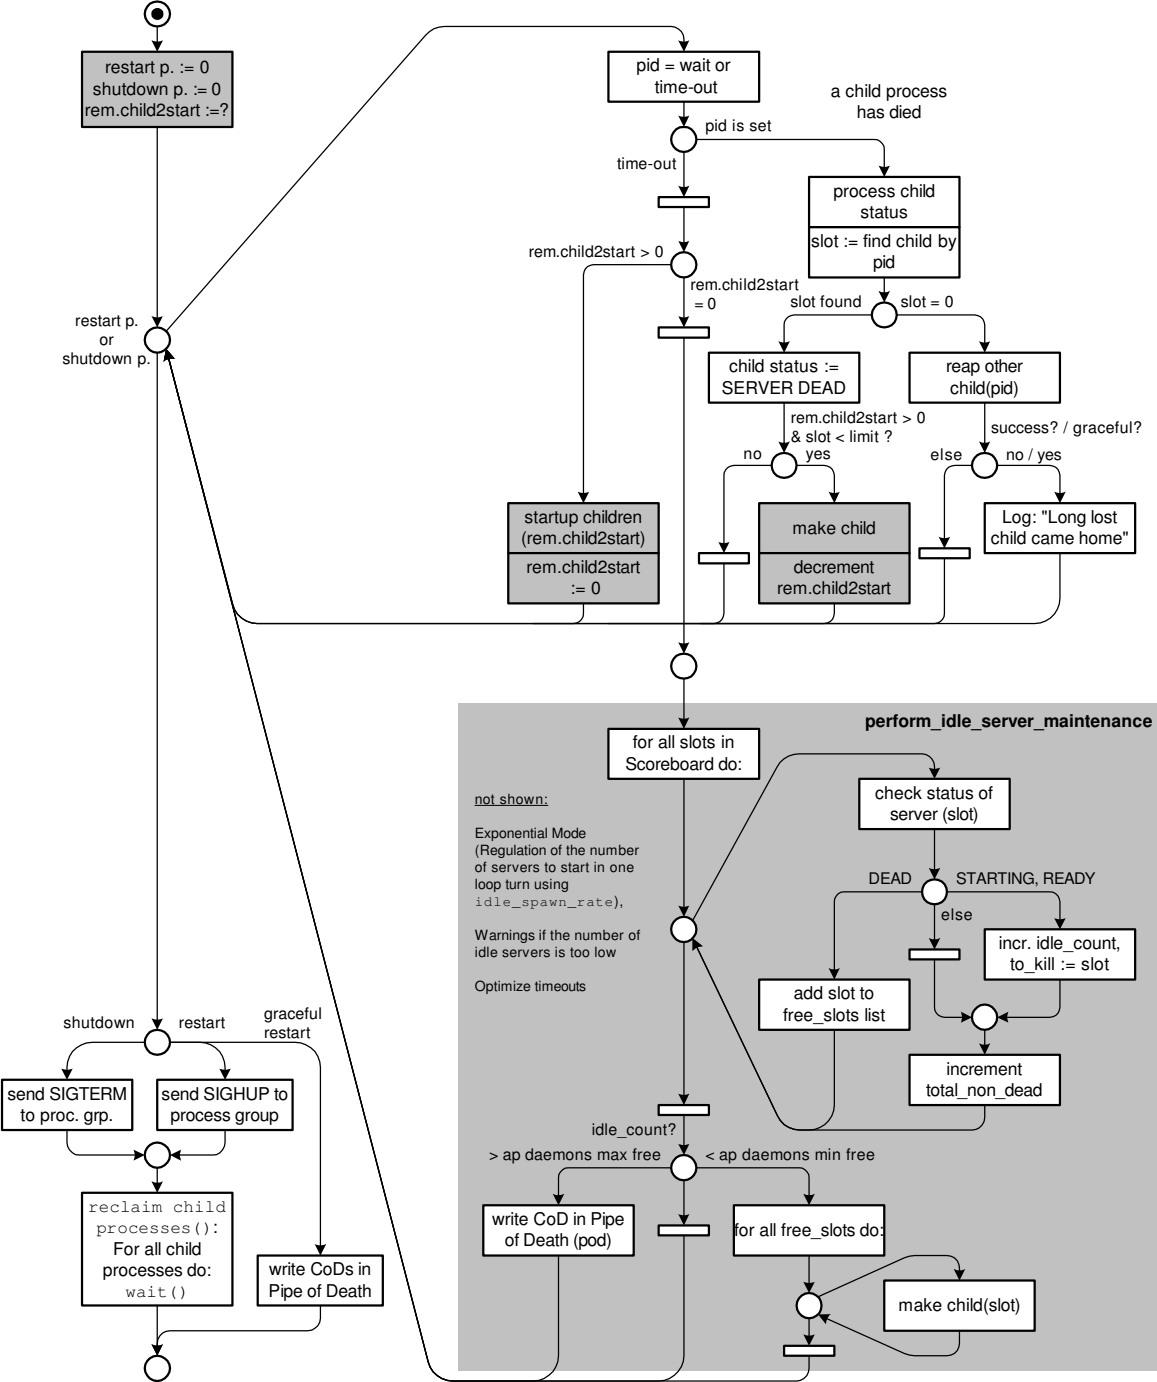 restart p. := 0
shutdown p. := 0
rem.child2start :=?
pid = wait or
time-out
a child process
has died
pid is set
time-out
process child
status
slot := find child by
pid
rem.child2start > 0
rem.child2start
= 0
slot found
slot = 0
restart p.
or
shutdown p.
child status :=
SERVER DEAD
reap other
child(pid)
rem.child2start > 0
& slot < limit ?
success? / graceful?
no
yes
else
no / yes
startup children
(rem.child2start)
rem.child2start
:= 0
make child
decrement
rem.child2start
Log: "Long lost
child came home"
perform_idle_server_maintenance
for all slots in
Scoreboard do:
not shown:
Exponential Mode
(Regulation of the number
of servers to start in one
loop turn using
idle_spawn_rate),
Warnings if the number of
idle servers is too low
Optimize timeouts
check status of
server (slot)
DEAD
STARTING, READY
else
incr. idle_count,
to_kill := slot
add slot to
free_slots list
increment
total_non_dead
shutdown
restart
graceful
restart
send SIGTERM
to proc. grp.
send SIGHUP to
process group
idle_count?
> ap daemons max free
< ap daemons min free
reclaim child
processes():
For all child
processes do:
wait()
write CoDs in
Pipe of Death
write CoD in Pipe
of Death (pod)
for all free_slots do:
make child(slot)